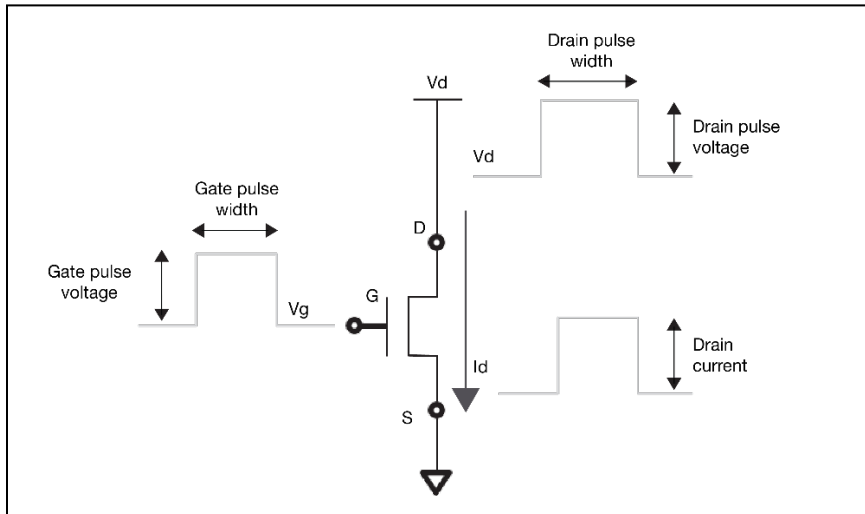 Drain pulse
width
Vd
Drain pulse
voltage
Vd
Gate pulse
width
D
Gate pulse
voltage
G
Vg
Drain
current
Id
S